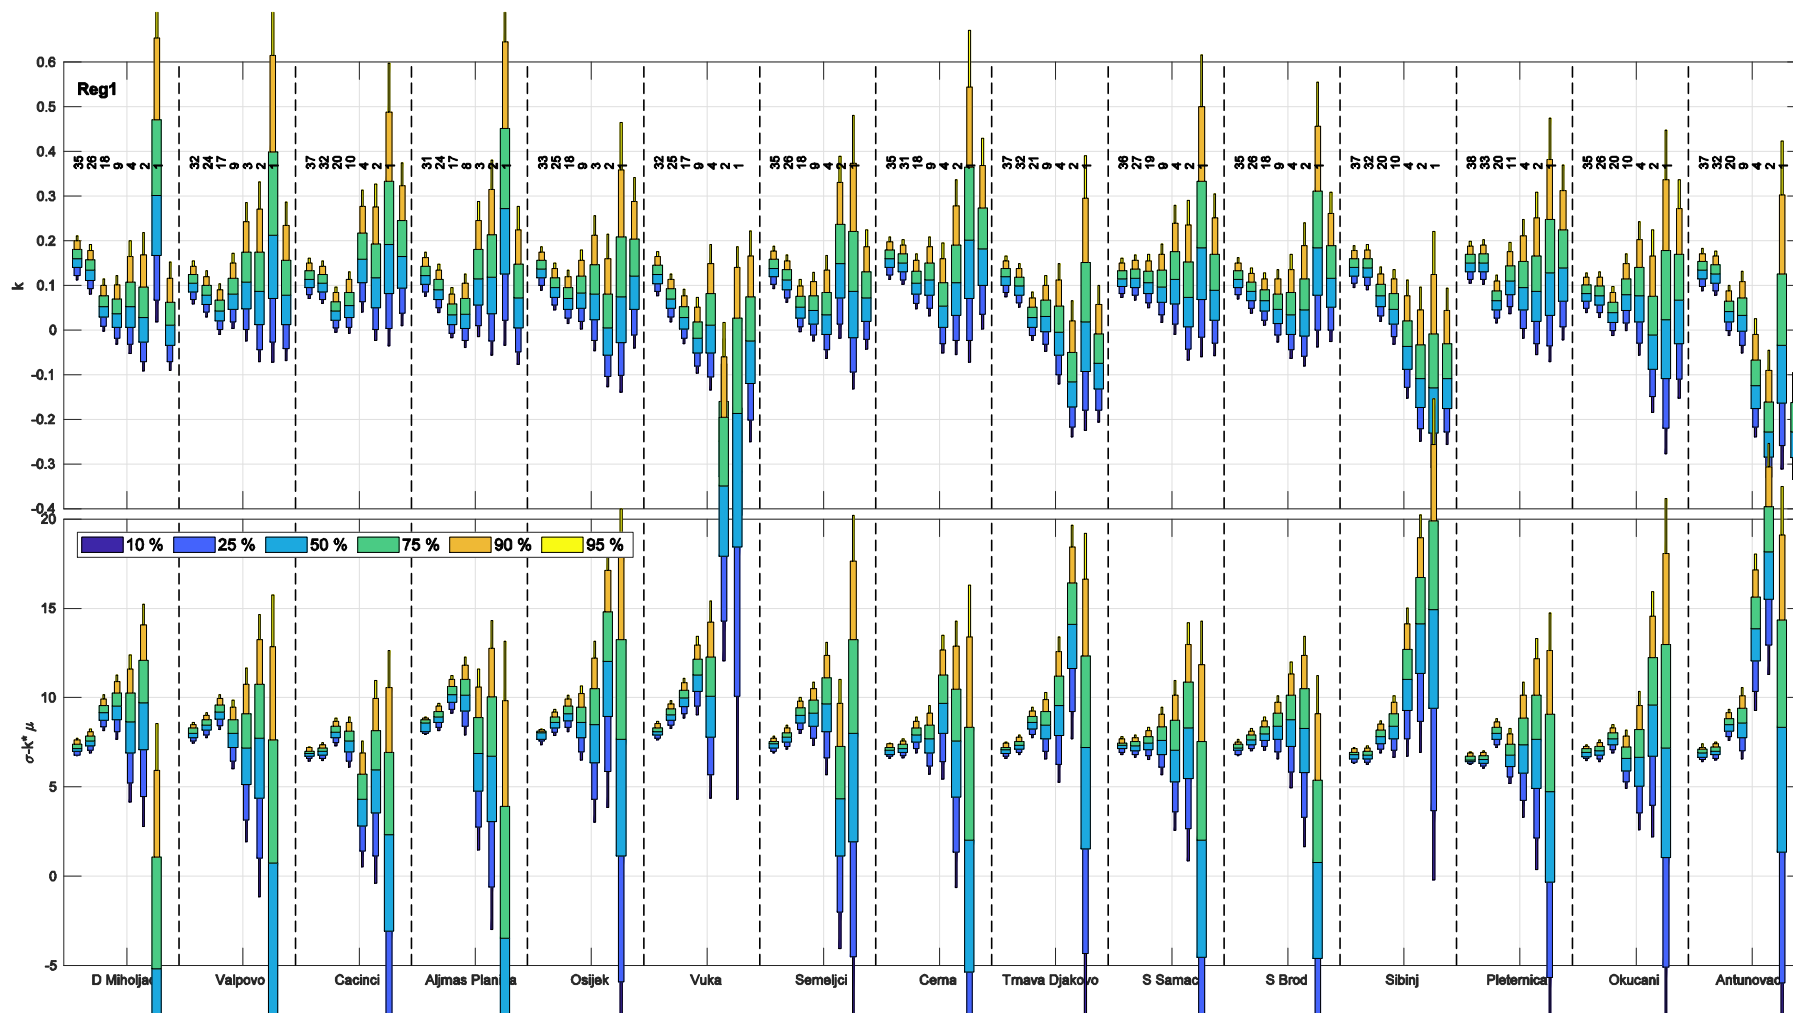 0.6
Reg1
0.5
0.4
35 26 18 9 4 2 1
32 24 17 9 3 2 1
37 32 20 10 4 2 1
31 24 17 8 3 2 1
33 25 18 9 3 2 1
32 25 17 9 4 2 1
35 26 18 9 4 2 1
35 31 18 9 4 2 1
37 32 21 9 4 2 1
36 27 19 9 4 2 1
35 26 18 9 4 2 1
37 32 20 10 4 2 1
38 33 20 11 4 2 1
35 26 20 10 4 2 1
37 32 20 9 4 2 1
0.3
0.2
0.1
k
0
-0.1
-0.2
-0.3
-0.4
20
10 % 25 % 50 % 75 % 90 % 95 %
15
10
σ-k* μ
5
0
-5
D Miholjac Valpovo Cacinci Aljmas Planina Osijek Vuka Semeljci Cerna Trnava Djakovo S Samac S Brod Sibinj Pleternica Okucani Antunovac